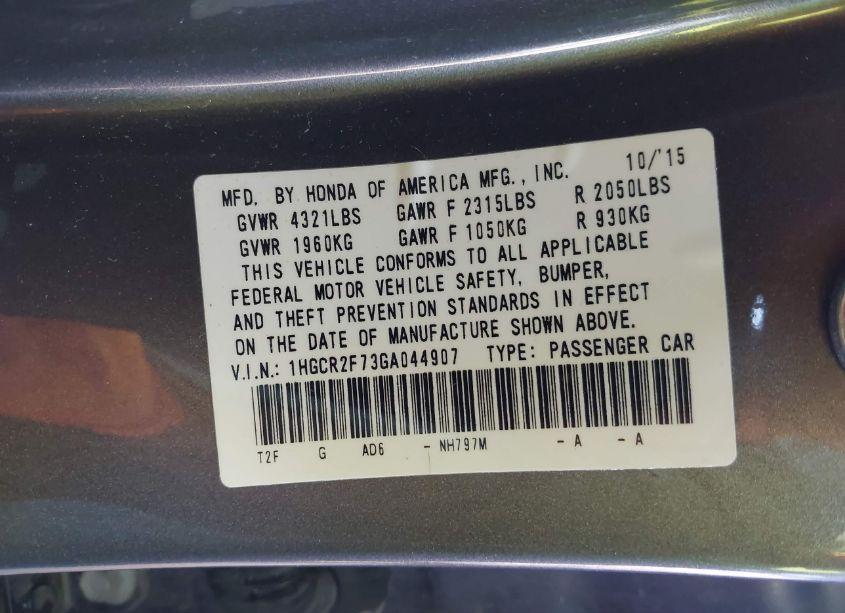 MFD. BY HONDA OF AMERICA MFG., INC. 10/'15
GVWR 4321LBS GAWR F 2315LBS R 2050LBS
GVWR 1960KG GAWR F 1050KG R 930KG
THIS VEHICLE CONFORMS TO ALL APPLICABLE
FEDERAL MOTOR VEHICLE SAFETY, BUMPER,
AND THEFT PREVENTION STANDARDS IN EFFECT
ON THE DATE OF MANUFACTURE SHOWN ABOVE.
V.I.N.: 1HGCR2F73GA044907 TYPE: PASSENGER CAR
T2F G AD6 - NH797M - A - A